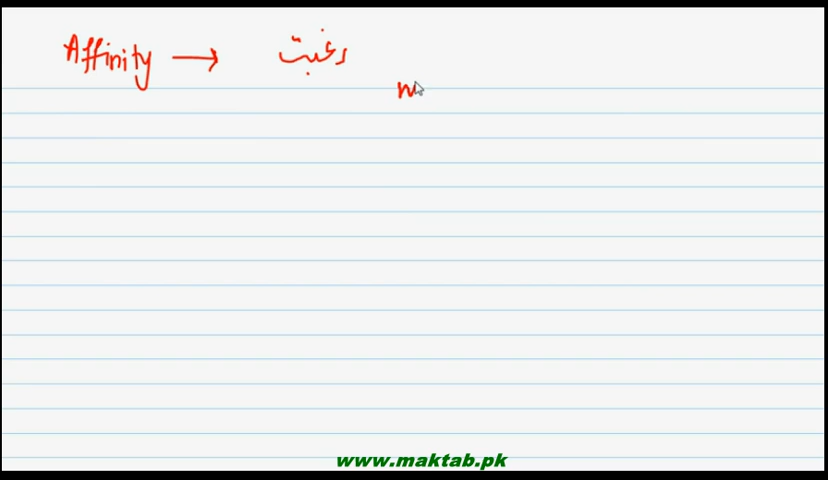 Affinity → رغبت
www.maktab.pk